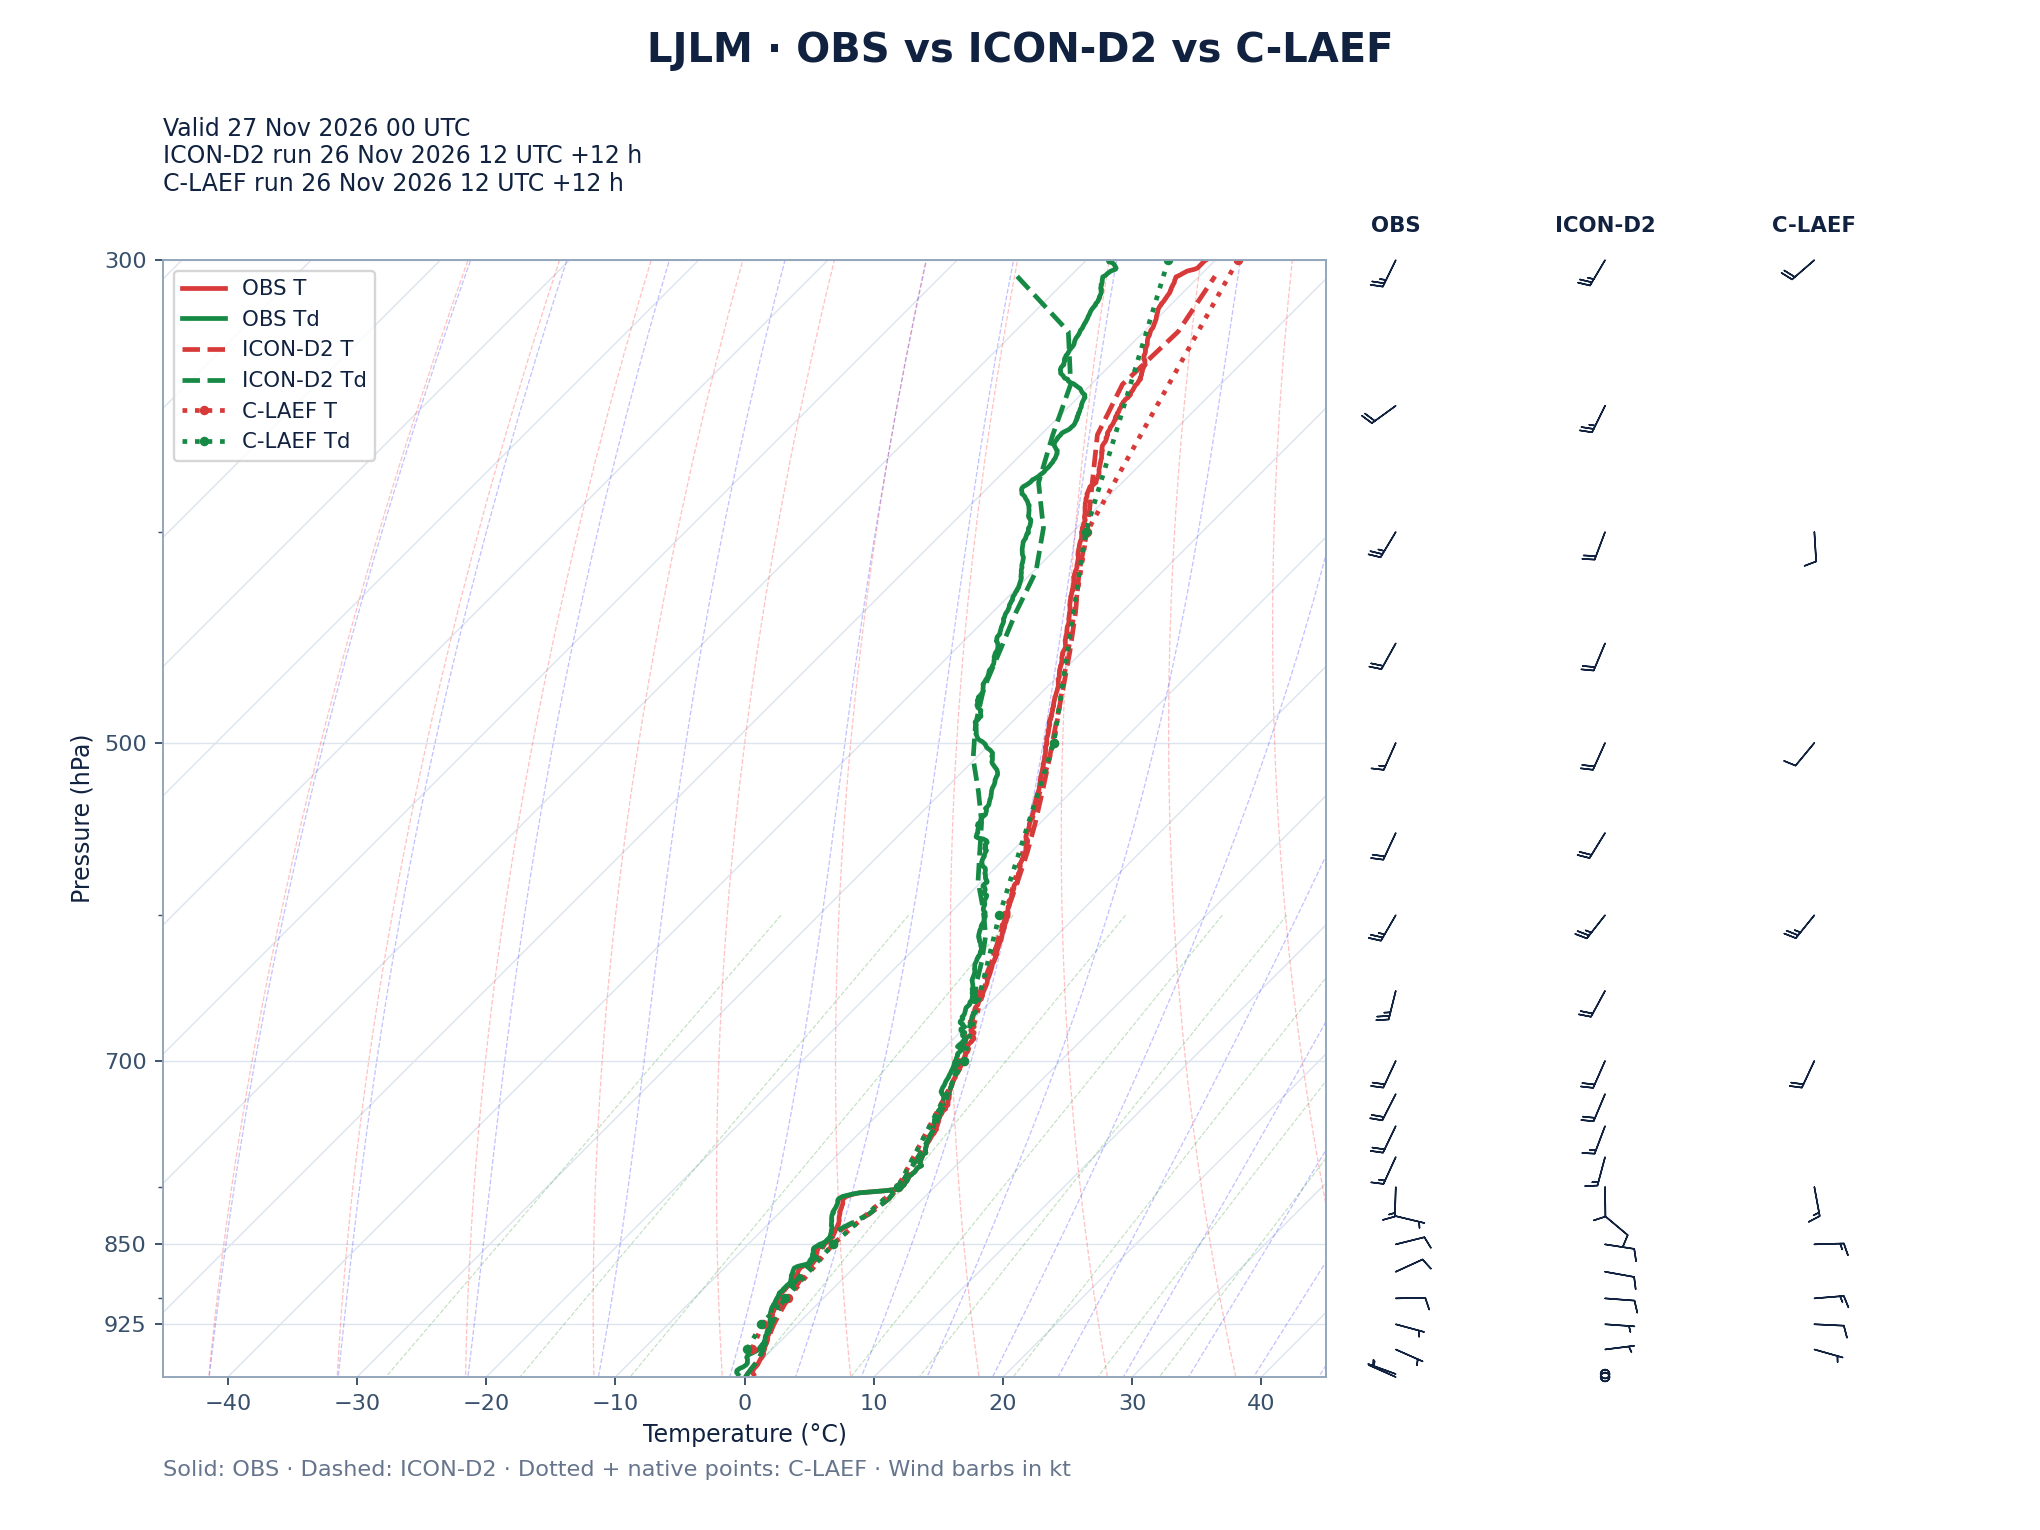 LJLM · OBS vs ICON-D2 vs C-LAEF
Valid 27 Nov 2026 00 UTC
ICON-D2 run 26 Nov 2026 12 UTC +12 h
C-LAEF run 26 Nov 2026 12 UTC +12 h
OBS
ICON-D2
C-LAEF
OBS T
OBS Td
ICON-D2 T
ICON-D2 Td
C-LAEF T
C-LAEF Td
Pressure (hPa)
300
500
700
850
925
−40
−30
−20
−10
0
10
20
30
40
Temperature (°C)
Solid: OBS · Dashed: ICON-D2 · Dotted + native points: C-LAEF · Wind barbs in kt